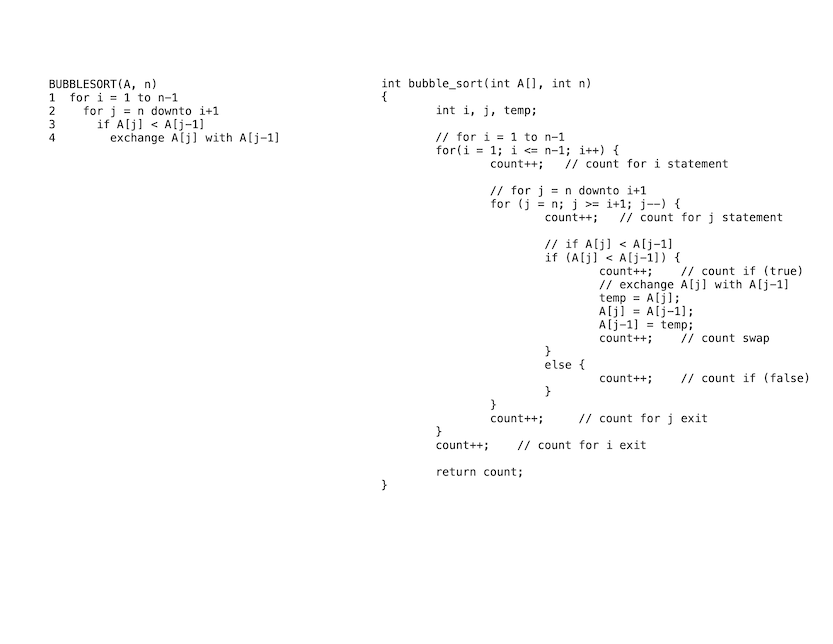 BUBBLESORT(A, n)
1  for i = 1 to n-1
2    for j = n downto i+1
3      if A[j] < A[j-1]
4        exchange A[j] with A[j-1]
int bubble_sort(int A[], int n)
{
        int i, j, temp;

        // for i = 1 to n-1
        for(i = 1; i <= n-1; i++) {
                count++;   // count for i statement

                // for j = n downto i+1
                for (j = n; j >= i+1; j--) {
                        count++;   // count for j statement

                        // if A[j] < A[j-1]
                        if (A[j] < A[j-1]) {
                                count++;    // count if (true)
                                // exchange A[j] with A[j-1]
                                temp = A[j];
                                A[j] = A[j-1];
                                A[j-1] = temp;
                                count++;    // count swap
                        }
                        else {
                                count++;    // count if (false)
                        }
                }
                count++;     // count for j exit
        }
        count++;    // count for i exit

        return count;
}